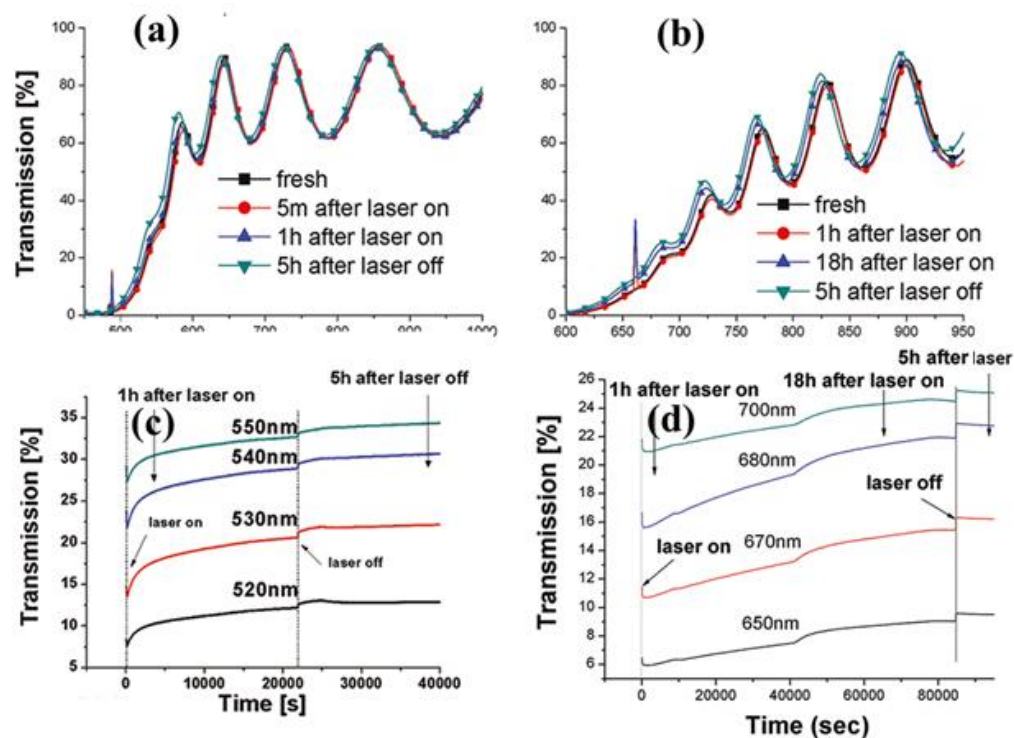 (a)
Transmission [%]
100
80
60
40
20
0
fresh
5m after laser on
1h after laser on
5h after laser off
500 600 700 800 900 1000
(b)
100
80
60
40
20
0
fresh
1h after laser on
18h after laser on
5h after laser off
600 650 700 750 800 850 900 950
(c)
Transmission [%]
35
30
25
20
15
10
5
1h after laser on
5h after laser off
550nm
540nm
530nm
520nm
laser on
laser off
0 10000 20000 30000 40000
Time [s]
(d)
Transmission [%]
26
24
22
20
18
16
14
12
10
8
6
5h after laser
1h after laser on
18h after laser on
700nm
680nm
670nm
650nm
laser on
laser off
0 20000 40000 60000 80000
Time (sec)